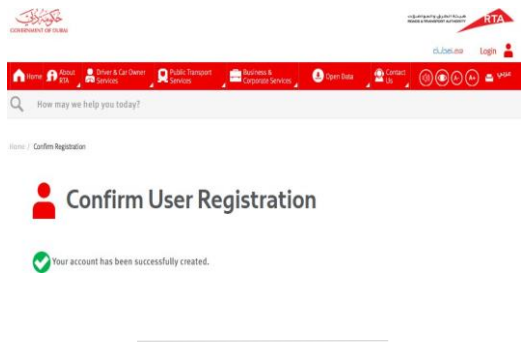 GOVERNMENT OF DUBAI
ROADS & TRANSPORT AUTHORITY
RTA
dubai.ae
Login
Home
About RTA
Driver & Car Owner Services
Public Transport Services
Business & Corporate Services
Open Data
Contact Us
A-
A+
عربي
How may we help you today?
Home / Confirm Registration
Confirm User Registration
Your account has been successfully created.